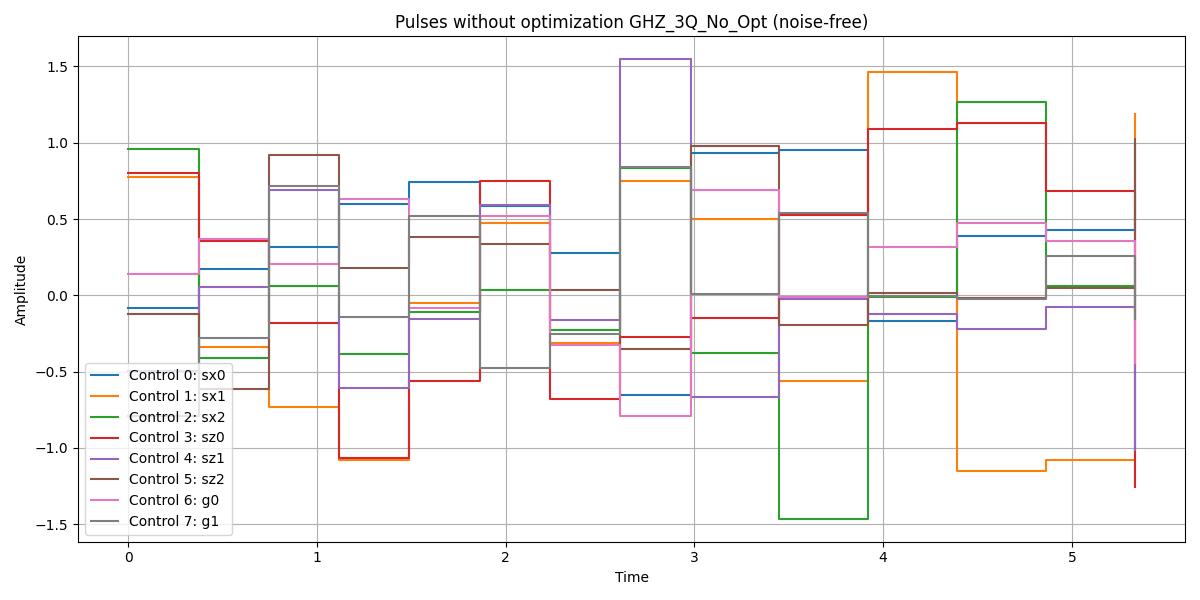 Pulses without optimization GHZ_3Q_No_Opt (noise-free)
Amplitude
1.5
1.0
0.5
0.0
−0.5
−1.0
−1.5
Control 0: sx0
Control 1: sx1
Control 2: sx2
Control 3: sz0
Control 4: sz1
Control 5: sz2
Control 6: g0
Control 7: g1
0 1 2 3 4 5
Time